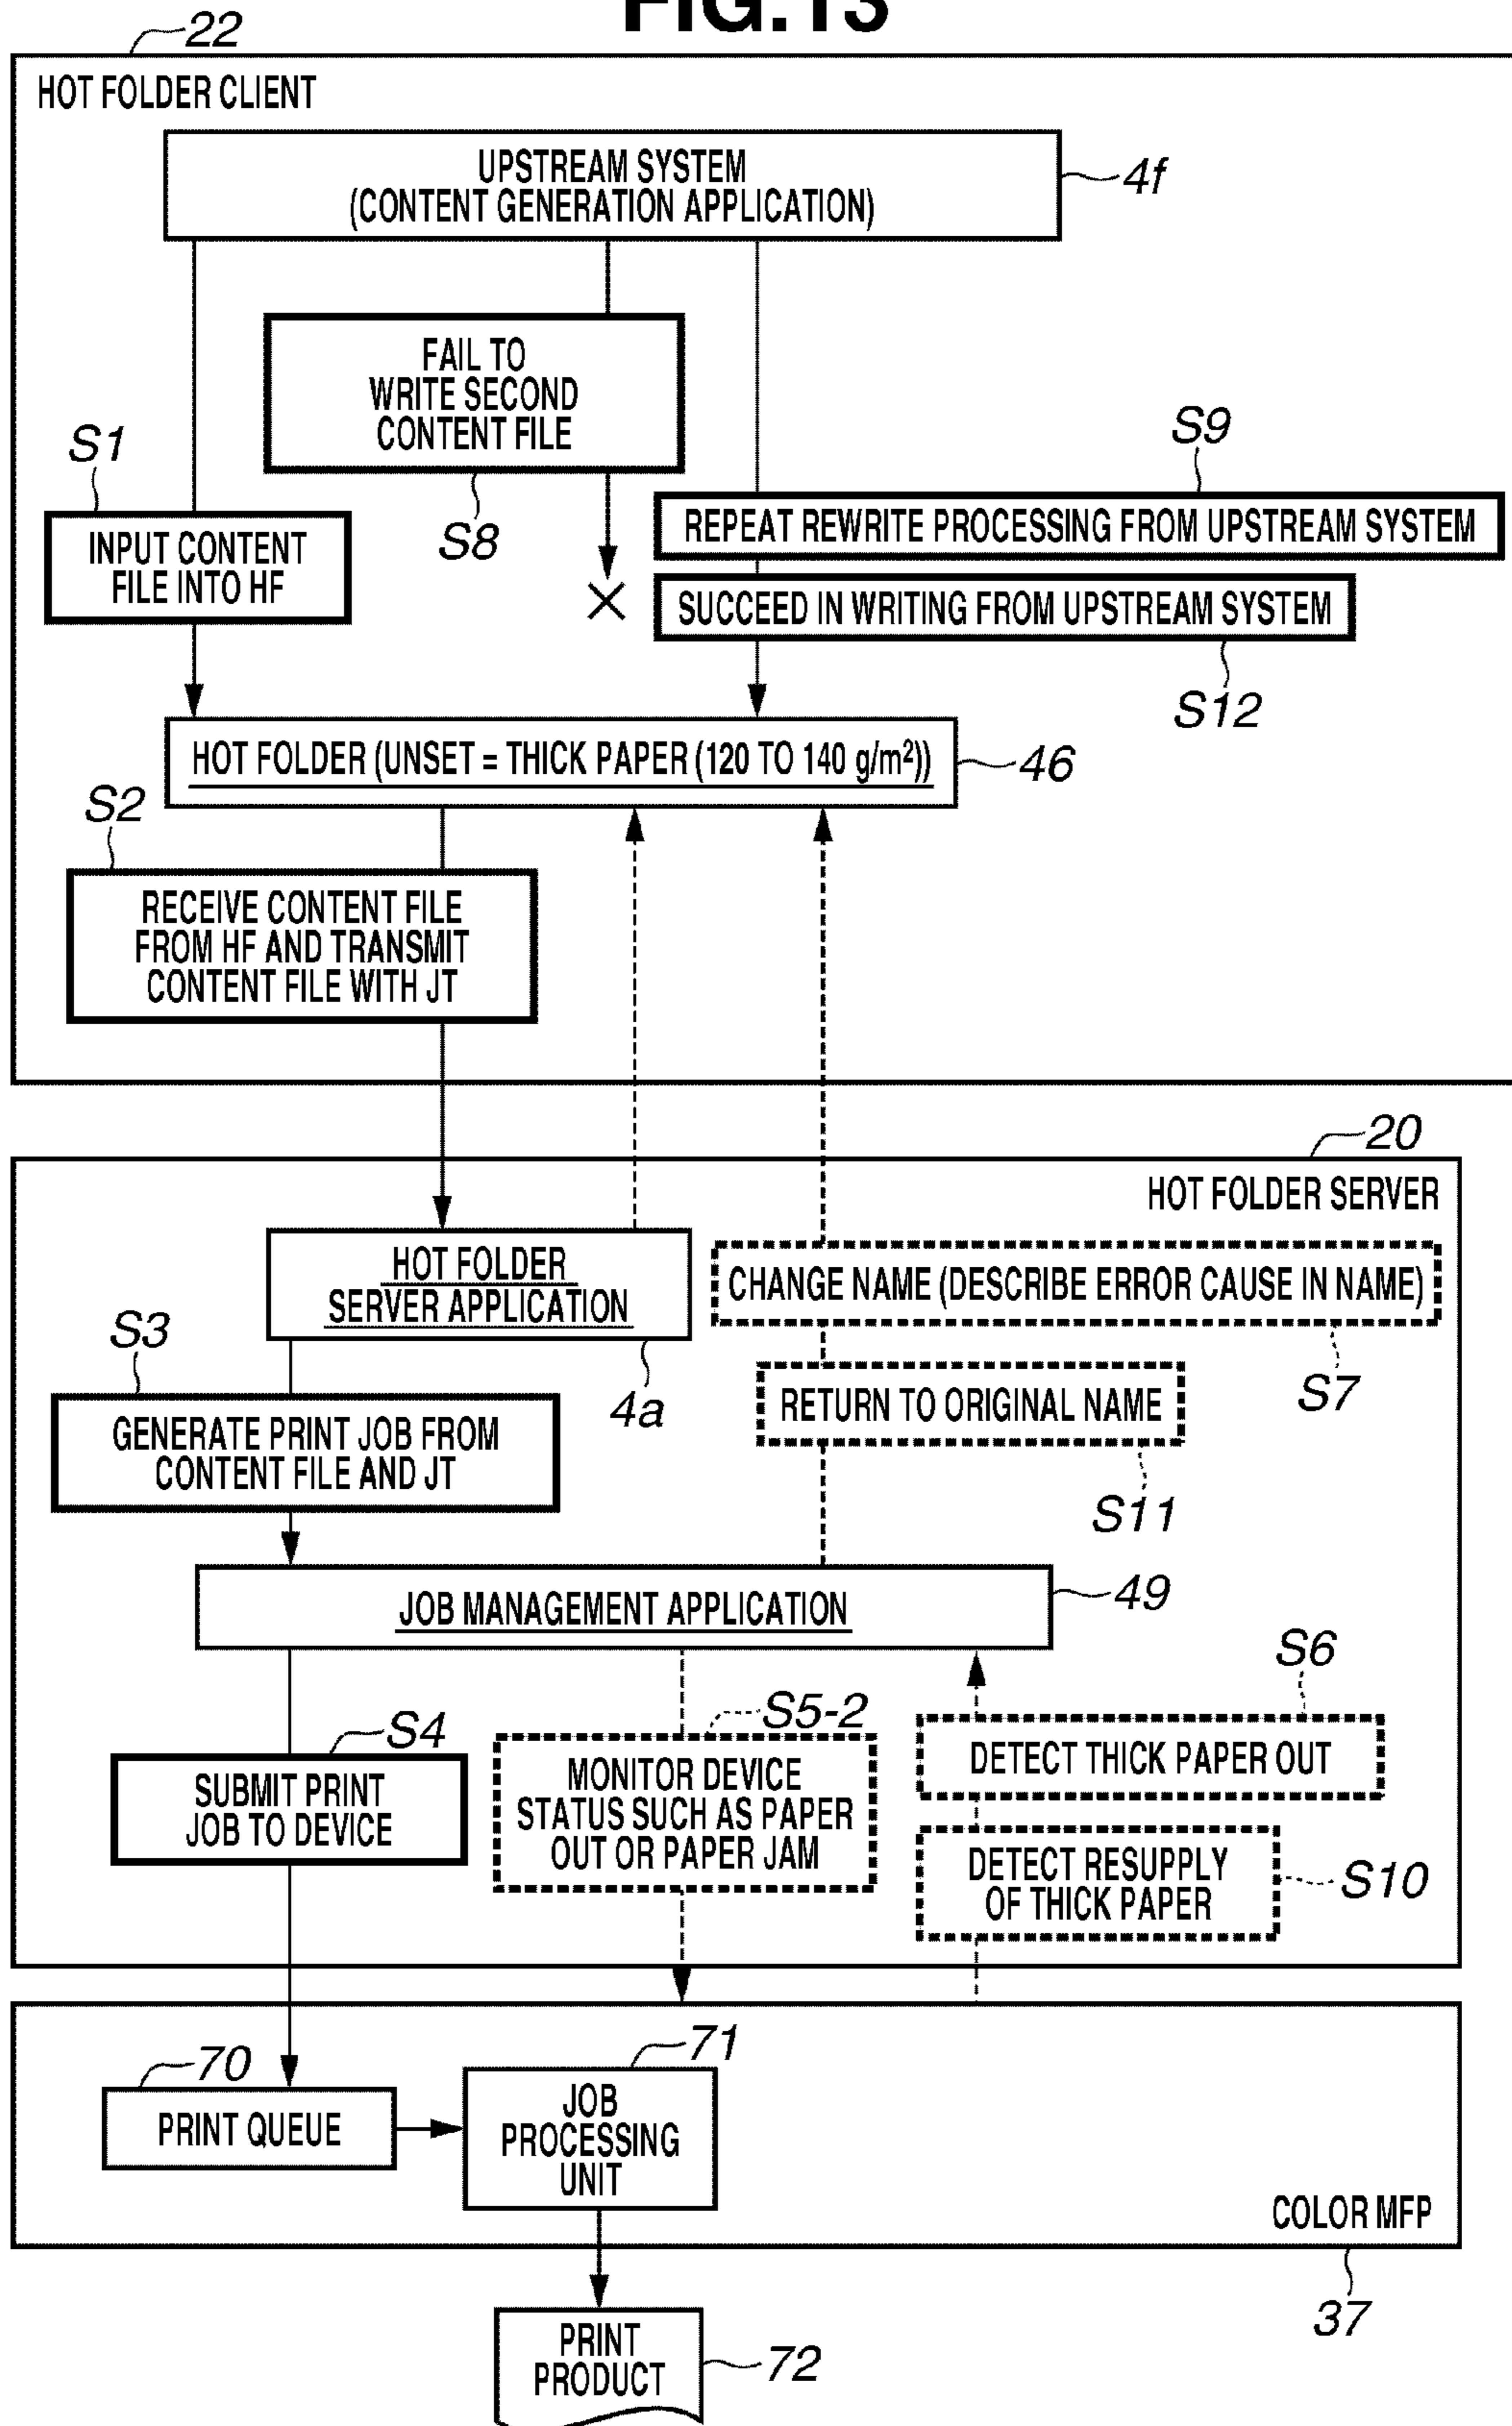 FIG.13
22
HOT FOLDER CLIENT
UPSTREAM SYSTEM
(CONTENT GENERATION APPLICATION)
4f
FAIL TO
WRITE SECOND
CONTENT FILE
S8
S1
INPUT CONTENT
FILE INTO HF
S9
REPEAT REWRITE PROCESSING FROM UPSTREAM SYSTEM
SUCCEED IN WRITING FROM UPSTREAM SYSTEM
S12
HOT FOLDER (UNSET = THICK PAPER (120 TO 140 g/m²))
46
S2
RECEIVE CONTENT FILE
FROM HF AND TRANSMIT
CONTENT FILE WITH JT
20
HOT FOLDER SERVER
HOT FOLDER
SERVER APPLICATION
4a
CHANGE NAME (DESCRIBE ERROR CAUSE IN NAME)
S7
S3
GENERATE PRINT JOB FROM
CONTENT FILE AND JT
RETURN TO ORIGINAL NAME
S11
JOB MANAGEMENT APPLICATION
49
S4
SUBMIT PRINT
JOB TO DEVICE
S5-2
MONITOR DEVICE
STATUS SUCH AS PAPER
OUT OR PAPER JAM
S6
DETECT THICK PAPER OUT
DETECT RESUPPLY
OF THICK PAPER
S10
70
PRINT QUEUE
71
JOB
PROCESSING
UNIT
COLOR MFP
37
PRINT
PRODUCT
72